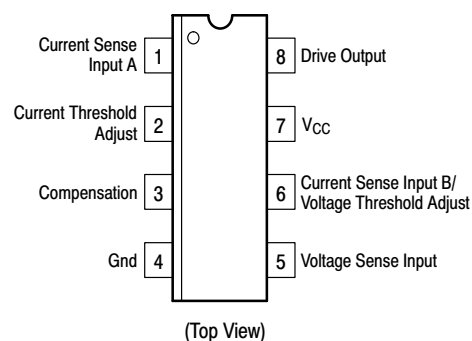 Current Sense
Input A
1
8
Drive Output
Current Threshold
Adjust
2
7
VCC
Compensation
3
6
Current Sense Input B/
Voltage Threshold Adjust
Gnd
4
5
Voltage Sense Input
(Top View)